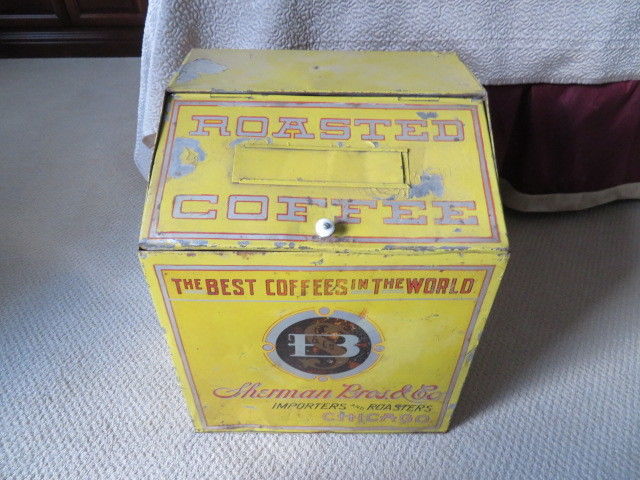 ROASTED
COFFEE
THE BEST COFFEES IN THE WORLD
B
Sherman Bros. & Co.
IMPORTERS AND ROASTERS
CHICAGO